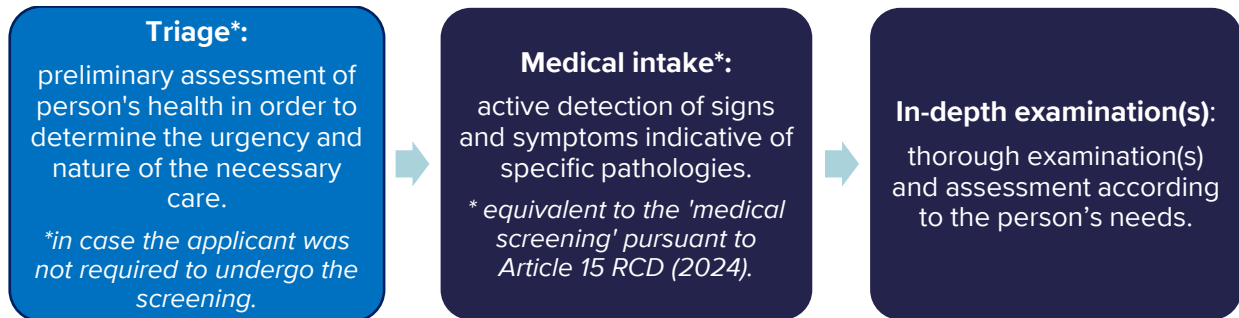 Triage*:
preliminary assessment of
person's health in order to
determine the urgency and
nature of the necessary
care.
*in case the applicant was
not required to undergo the
screening.
Medical intake*:
active detection of signs
and symptoms indicative of
specific pathologies.
* equivalent to the 'medical
screening' pursuant to
Article 15 RCD (2024).
In-depth examination(s):
thorough examination(s)
and assessment according
to the person’s needs.